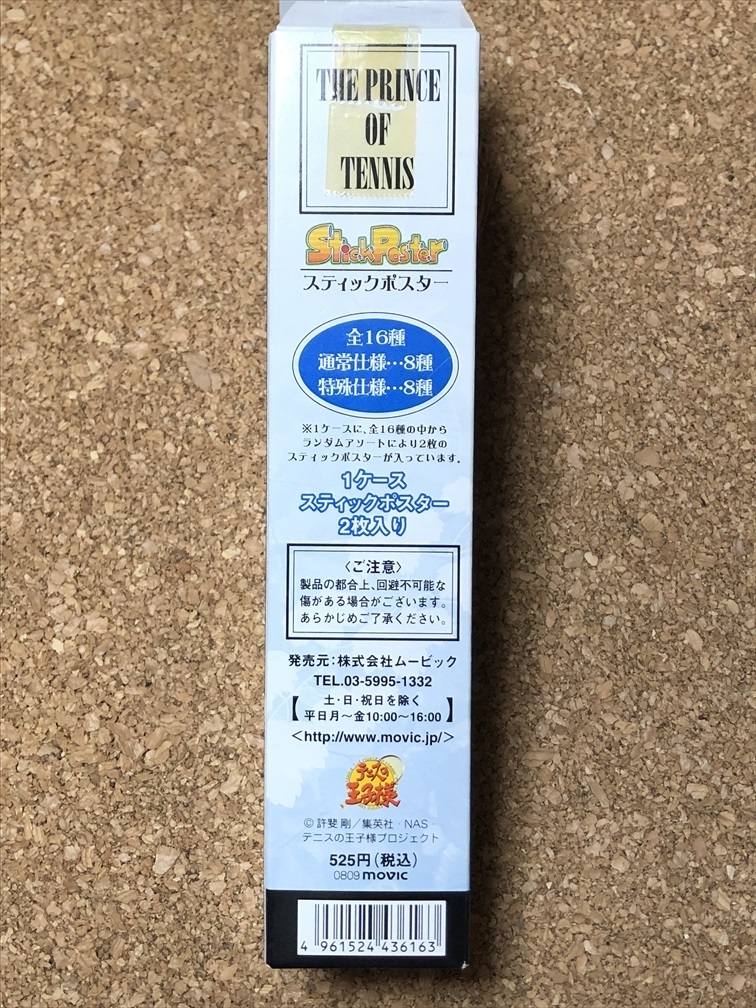 THE PRINCE
OF
TENNIS
StickPoster
スティックポスター
全16種
通常仕様…8種
特殊仕様…8種
※1ケースに、全16種の中から
ランダムアソートにより2枚の
スティックポスターが入っています。
1ケース
スティックポスター
2枚入り
〈ご注意〉
製品の都合上、回避不可能な
傷がある場合がございます。
あらかじめご了承ください。
発売元:株式会社ムービック
TEL.03-5995-1332
【土・日・祝日を除く
平日月〜金10:00〜16:00】
<http://www.movic.jp/>
テニスの
王子様
© 許斐 剛／集英社・NAS・
テニスの王子様プロジェクト
525円(税込)
0809 movic
4 961524 436163